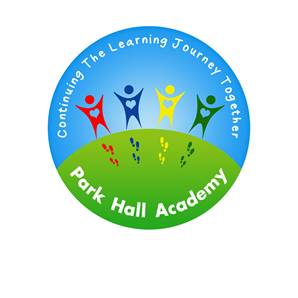 Continuing The Learning Journey Together
Park Hall Academy